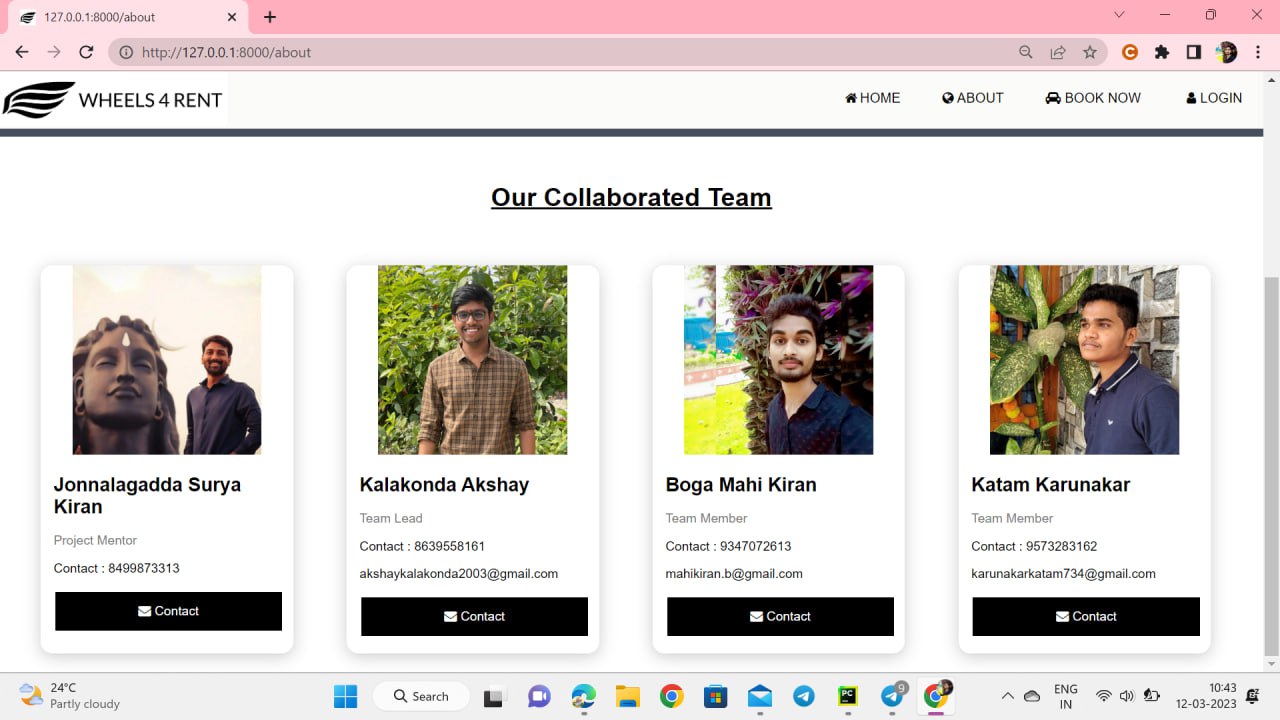 127.0.0.1:8000/about
http://127.0.0.1:8000/about
WHEELS 4 RENT
HOME
ABOUT
BOOK NOW
LOGIN
Our Collaborated Team
Jonnalagadda Surya
Kiran
Project Mentor
Contact : 8499873313
Contact
Kalakonda Akshay
Team Lead
Contact : 8639558161
akshaykalakonda2003@gmail.com
Contact
Boga Mahi Kiran
Team Member
Contact : 9347072613
mahikiran.b@gmail.com
Contact
Katam Karunakar
Team Member
Contact : 9573283162
karunakarkatam734@gmail.com
Contact
24°C
Partly cloudy
Search
PC
9
ENG
IN
10:43
12-03-2023